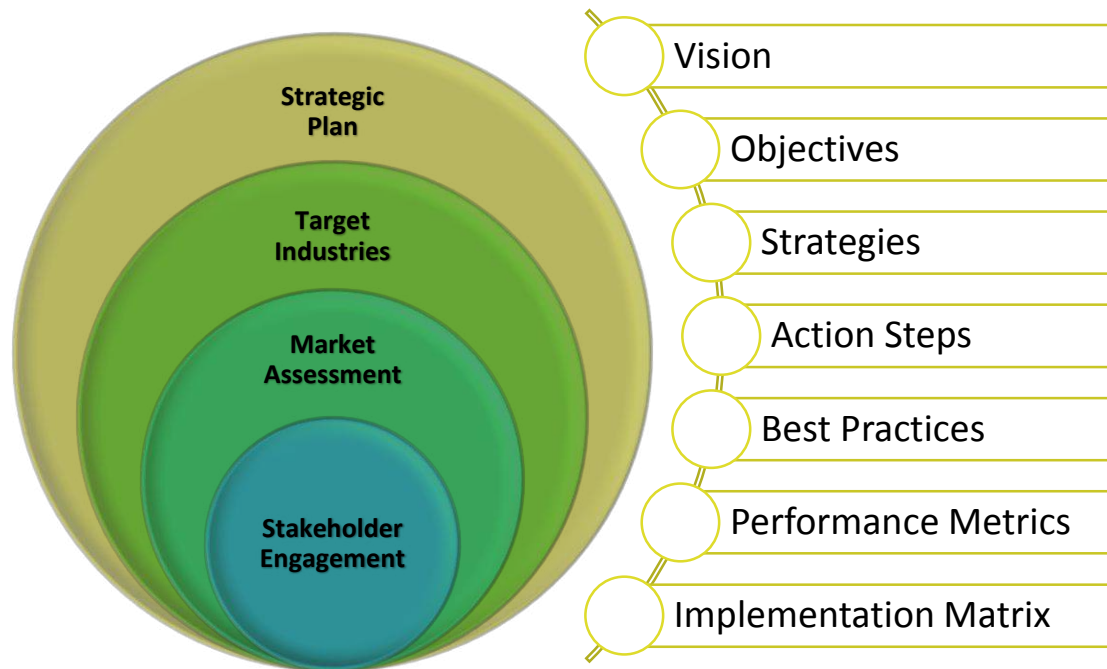 Strategic
Plan
Target
Industries
Market
Assessment
Stakeholder
Engagement
Vision
Objectives
Strategies
Action Steps
Best Practices
Performance Metrics
Implementation Matrix